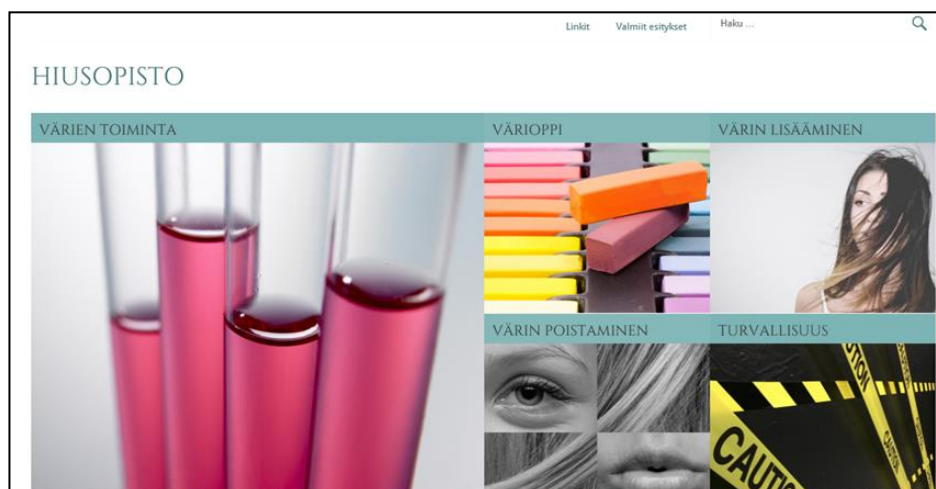 Linkit Valmiit esitykset Haku ...
HIUSOPISTO
VÄRIEN TOIMINTA
VÄRIOPPI
VÄRIN LISÄÄMINEN
VÄRIN POISTAMINEN
TURVALLISUUS
CAUTION